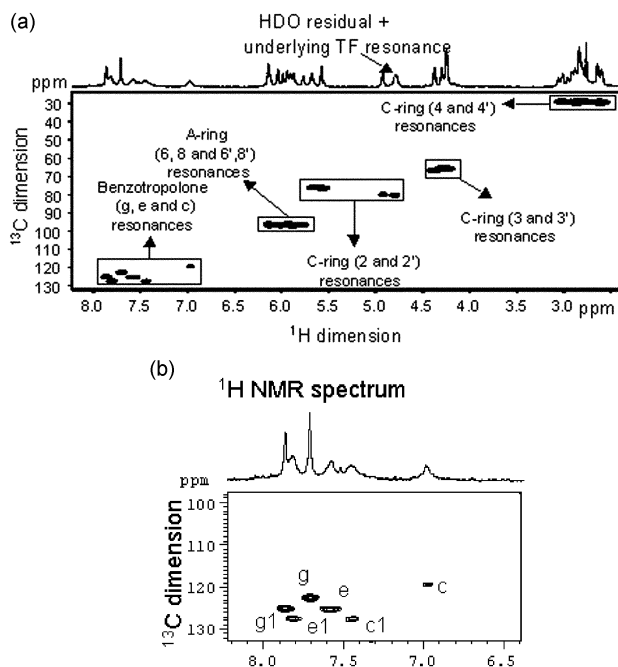 (a)
HDO residual +
underlying TF resonance
ppm
30
40
50
60
70
80
90
100
110
120
130
13C dimension
C-ring (4 and 4')
resonances
A-ring
(6, 8 and 6',8')
resonances
Benzotropolone
(g, e and c)
resonances
C-ring (3 and 3')
resonances
C-ring (2 and 2')
resonances
8.0 7.5 7.0 6.5 6.0 5.5 5.0 4.5 4.0 3.5 3.0 ppm
1H dimension
(b)
1H NMR spectrum
ppm
100
110
120
130
13C dimension
g
e
c
g1
e1
c1
8.0 7.5 7.0 6.5